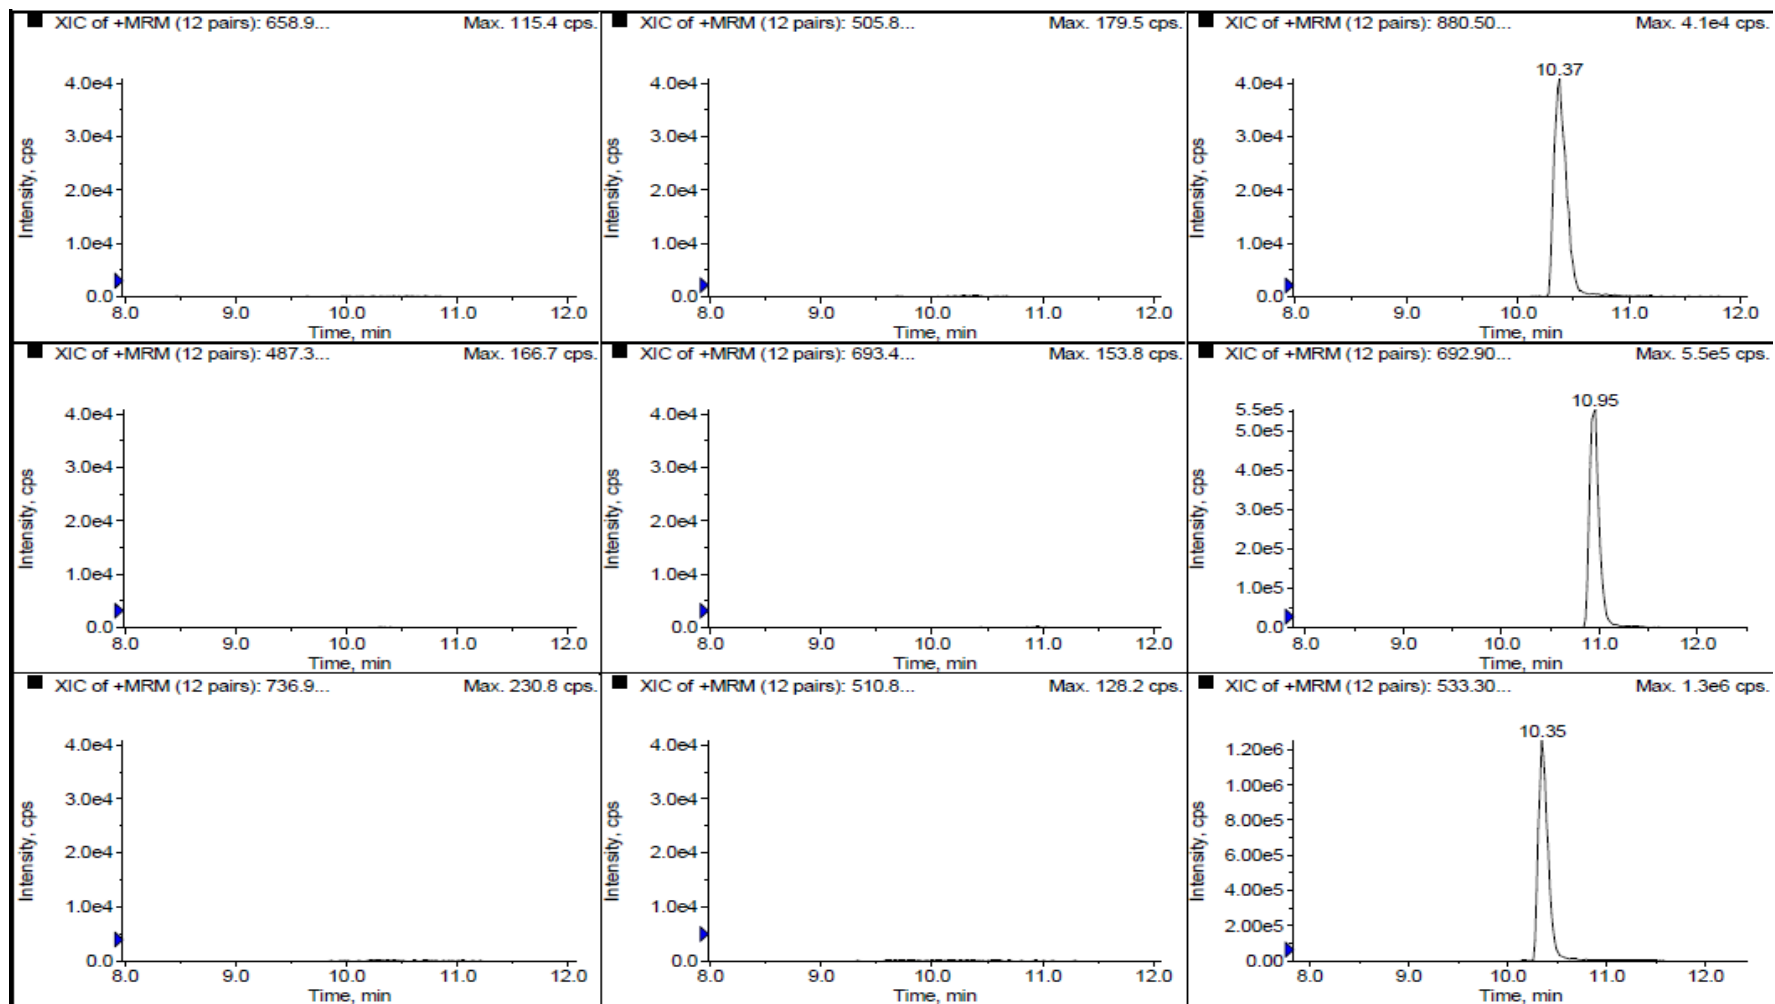 XIC of +MRM (12 pairs): 658.9... Max. 115.4 cps.
4.0e4
3.0e4
2.0e4
1.0e4
0.0
Intensity, cps
8.0 9.0 10.0 11.0 12.0
Time, min
XIC of +MRM (12 pairs): 505.8... Max. 179.5 cps.
4.0e4
3.0e4
2.0e4
1.0e4
0.0
Intensity, cps
8.0 9.0 10.0 11.0 12.0
Time, min
XIC of +MRM (12 pairs): 880.50... Max. 4.1e4 cps.
10.37
4.0e4
3.0e4
2.0e4
1.0e4
0.0
Intensity, cps
8.0 9.0 10.0 11.0 12.0
Time, min
XIC of +MRM (12 pairs): 487.3... Max. 166.7 cps.
4.0e4
3.0e4
2.0e4
1.0e4
0.0
Intensity, cps
8.0 9.0 10.0 11.0 12.0
Time, min
XIC of +MRM (12 pairs): 693.4... Max. 153.8 cps.
4.0e4
3.0e4
2.0e4
1.0e4
0.0
Intensity, cps
8.0 9.0 10.0 11.0 12.0
Time, min
XIC of +MRM (12 pairs): 692.90... Max. 5.5e5 cps.
10.95
5.5e5
5.0e5
4.0e5
3.0e5
2.0e5
1.0e5
0.0
Intensity, cps
8.0 9.0 10.0 11.0 12.0
Time, min
XIC of +MRM (12 pairs): 736.9... Max. 230.8 cps.
4.0e4
3.0e4
2.0e4
1.0e4
0.0
Intensity, cps
8.0 9.0 10.0 11.0 12.0
Time, min
XIC of +MRM (12 pairs): 510.8... Max. 128.2 cps.
4.0e4
3.0e4
2.0e4
1.0e4
0.0
Intensity, cps
8.0 9.0 10.0 11.0 12.0
Time, min
XIC of +MRM (12 pairs): 533.30... Max. 1.3e6 cps.
10.35
1.20e6
1.00e6
8.00e5
6.00e5
4.00e5
2.00e5
0.00
Intensity, cps
8.0 9.0 10.0 11.0 12.0
Time, min